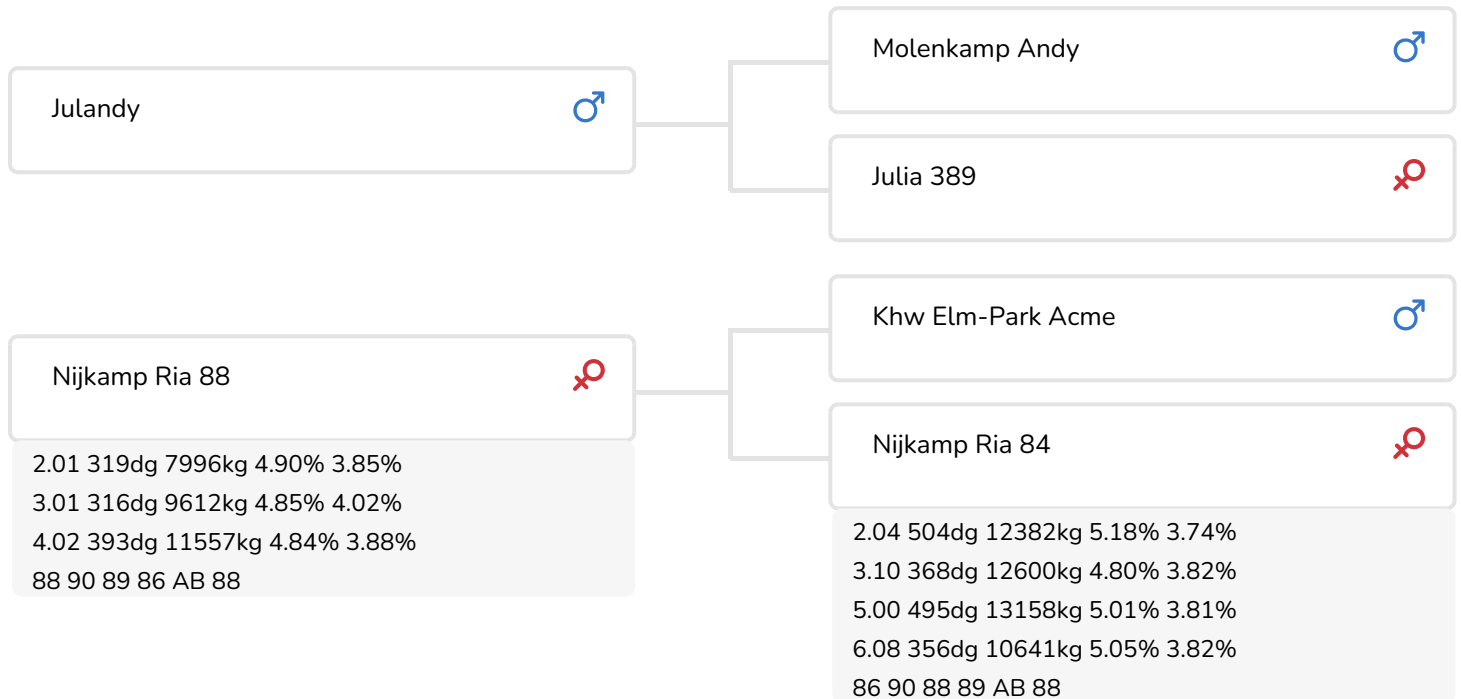 Julandy
Molenkamp Andy
Julia 389
Nijkamp Ria 88
2.01 319dg 7996kg 4.90% 3.85%
3.01 316dg 9612kg 4.85% 4.02%
4.02 393dg 11557kg 4.84% 3.88%
88 90 89 86 AB 88
Khw Elm-Park Acme
Nijkamp Ria 84
2.04 504dg 12382kg 5.18% 3.74%
3.10 368dg 12600kg 4.80% 3.82%
5.00 495dg 13158kg 5.01% 3.81%
6.08 356dg 10641kg 5.05% 3.82%
86 90 88 89 AB 88